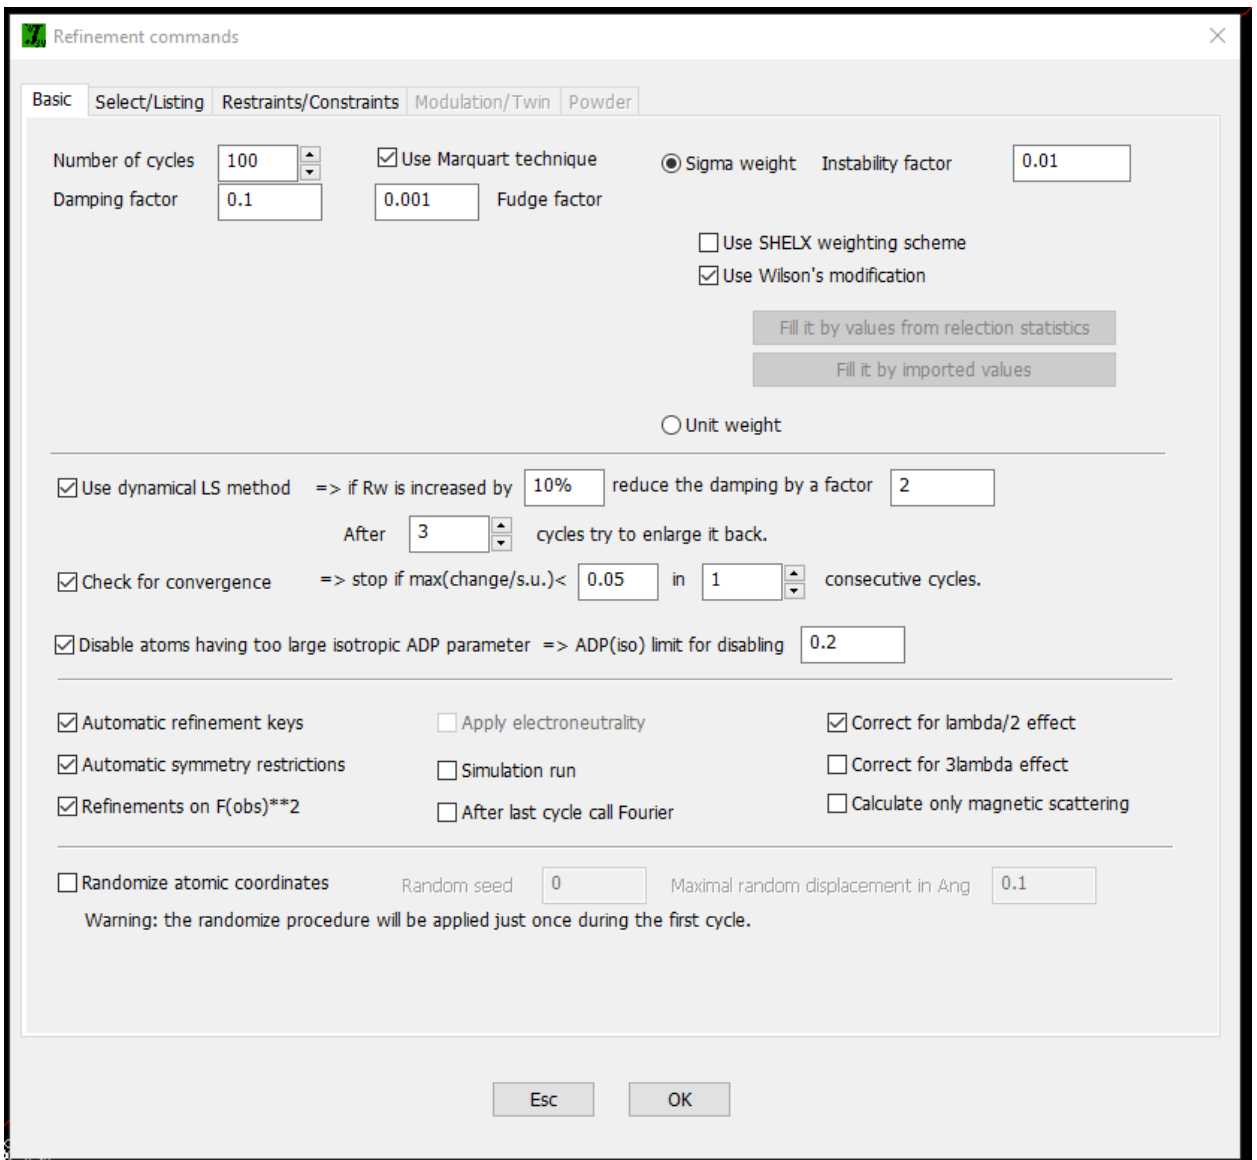 Refinement commands
Basic Select/Listing Restraints/Constraints Modulation/Twin Powder
Number of cycles 100 Use Marquart technique Sigma weight Instability factor 0.01
Damping factor 0.1 0.001 Fudge factor
Use SHELX weighting scheme
Use Wilson's modification
Fill it by values from relection statistics
Fill it by imported values
Unit weight
Use dynamical LS method => if Rw is increased by 10% reduce the damping by a factor 2
After 3 cycles try to enlarge it back.
Check for convergence => stop if max(change/s.u.)< 0.05 in 1 consecutive cycles.
Disable atoms having too large isotropic ADP parameter => ADP(iso) limit for disabling 0.2
Automatic refinement keys Apply electroneutrality Correct for lambda/2 effect
Automatic symmetry restrictions Simulation run Correct for 3lambda effect
Refinements on F(obs)**2 After last cycle call Fourier Calculate only magnetic scattering
Randomize atomic coordinates Random seed 0 Maximal random displacement in Ang 0.1
Warning: the randomize procedure will be applied just once during the first cycle.
Esc OK